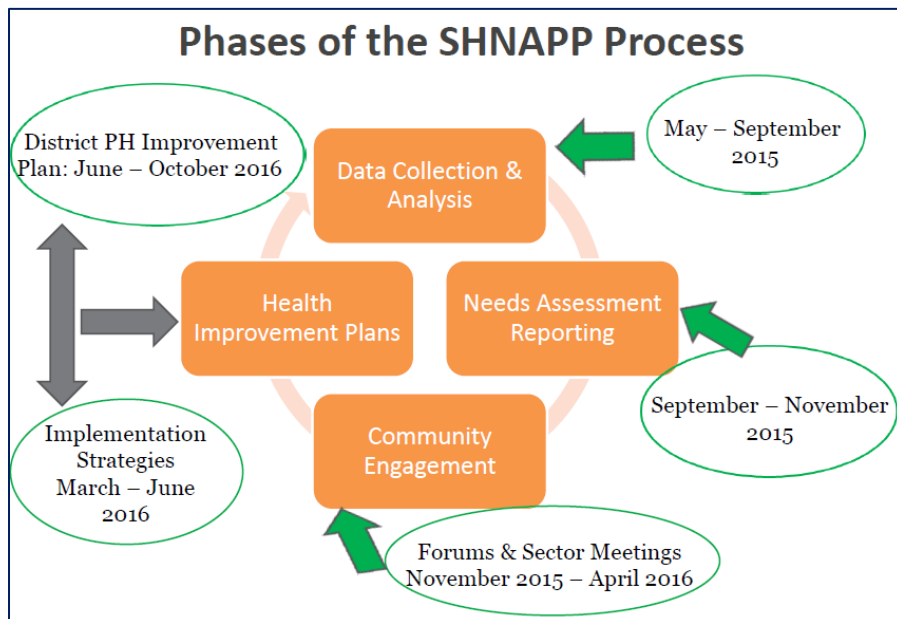 Phases of the SHNAPP Process
District PH Improvement
Plan: June – October 2016
Data Collection &
Analysis
May – September
2015
Health
Improvement Plans
Needs Assessment
Reporting
September – November
2015
Implementation
Strategies
March – June
2016
Community
Engagement
Forums & Sector Meetings
November 2015 – April 2016